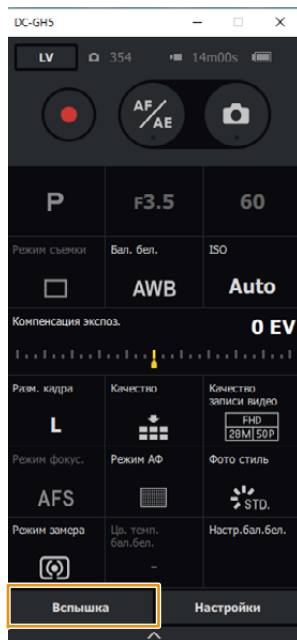 DC-GH5
LV 354 14m00s
AF/AE
P F3.5 60
Режим съемки Бал. бел. ISO
AWB Auto
Компенсация экспоз. 0 EV
Разм. кадра Качество Качество
записи видео
L FHD
28M 50P
Режим фокус. Режим АФ Фото стиль
AFS STD.
Режим замера Цв. темп. Настр.бал.бел.
бал.бел.
-
Вспышка Настройки